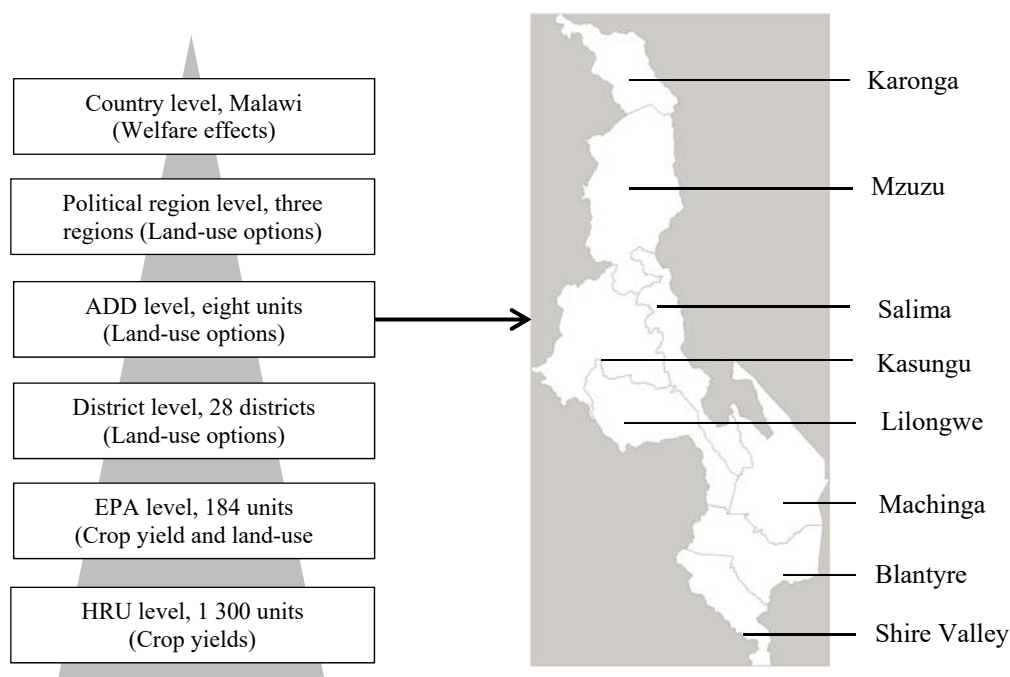 Country level, Malawi
(Welfare effects)
Political region level, three
regions (Land-use options)
ADD level, eight units
(Land-use options)
District level, 28 districts
(Land-use options)
EPA level, 184 units
(Crop yield and land-use
HRU level, 1 300 units
(Crop yields)
Karonga
Mzuzu
Salima
Kasungu
Lilongwe
Machinga
Blantyre
Shire Valley